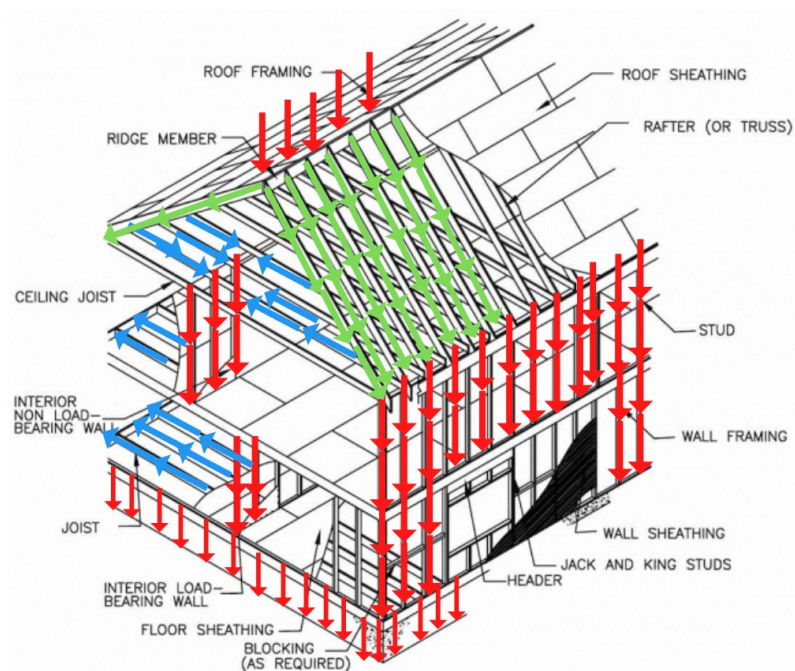 ROOF FRAMING
ROOF SHEATHING
RIDGE MEMBER
RAFTER (OR TRUSS)
CEILING JOIST
STUD
INTERIOR
NON LOAD-
BEARING WALL
WALL FRAMING
JOIST
WALL SHEATHING
JACK AND KING STUDS
HEADER
INTERIOR LOAD-
BEARING WALL
FLOOR SHEATHING
BLOCKING
(AS REQUIRED)